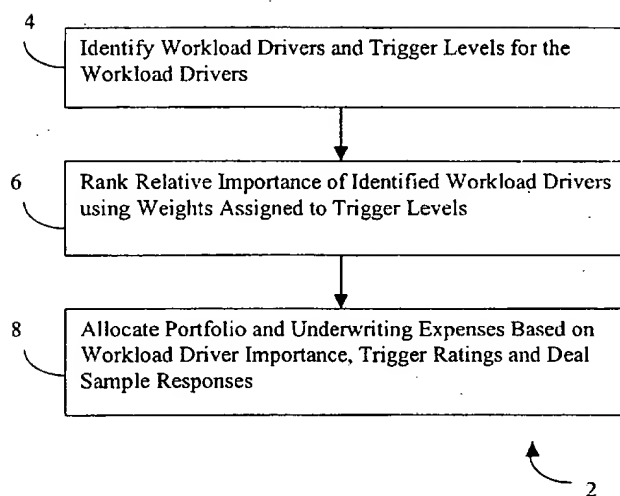 4
Identify Workload Drivers and Trigger Levels for the
Workload Drivers
6
Rank Relative Importance of Identified Workload Drivers
using Weights Assigned to Trigger Levels
8
Allocate Portfolio and Underwriting Expenses Based on
Workload Driver Importance, Trigger Ratings and Deal
Sample Responses
2